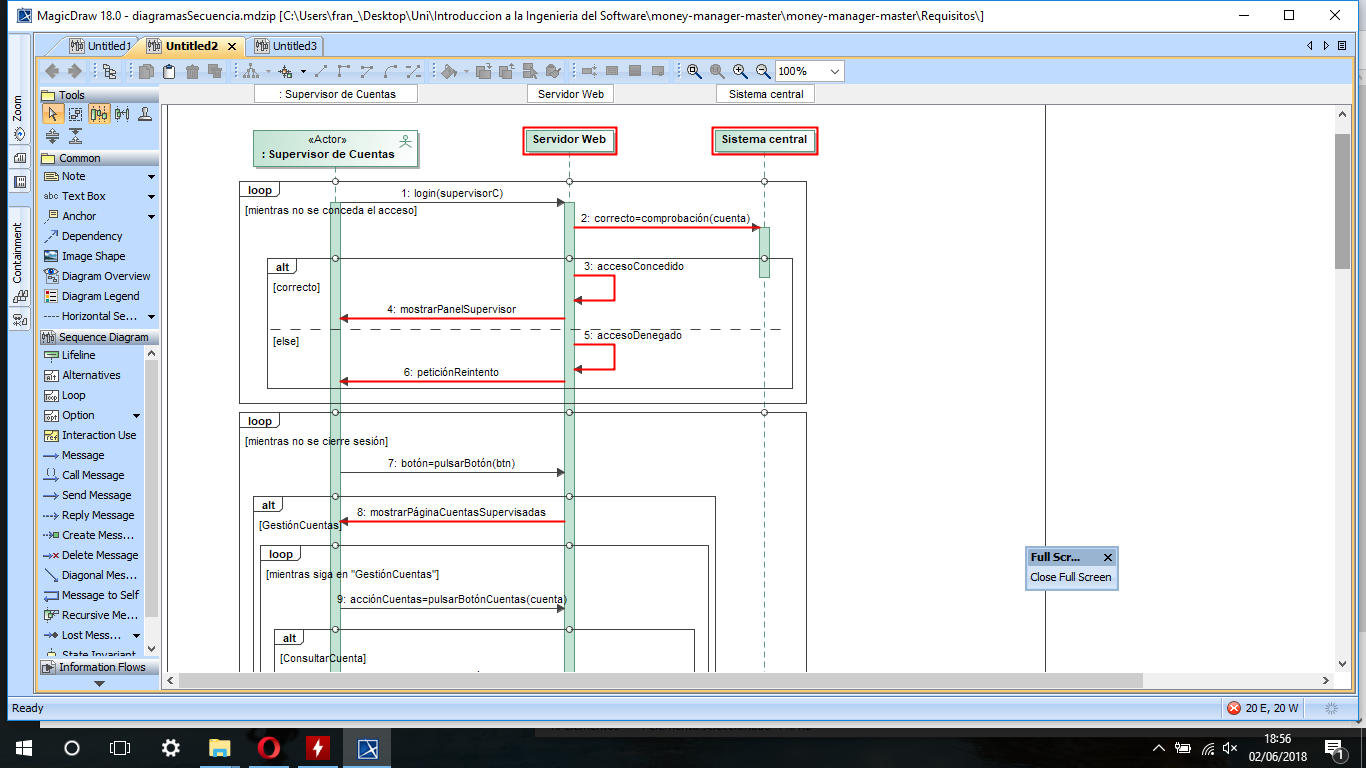 MagicDraw 18.0 - diagramasSecuencia.mdzip [C:\Users\fran_\Desktop\Uni\Introduccion a la Ingenieria del Software\money-manager-master\money-manager-master\Requisitos\]
Untitled1
Untitled2
Untitled3
100%
Zoom
Containment
Tools
Common
Note
Text Box
Anchor
Dependency
Image Shape
Diagram Overview
Diagram Legend
Horizontal Se...
Sequence Diagram
Lifeline
Alternatives
Loop
Option
Interaction Use
Message
Call Message
Send Message
Reply Message
Create Mess...
Delete Message
Diagonal Mes...
Message to Self
Recursive Me...
Lost Mess...
State Invariant
Information Flows
: Supervisor de Cuentas
Servidor Web
Sistema central
«Actor»
: Supervisor de Cuentas
Servidor Web
Sistema central
loop
[mientras no se conceda el acceso]
1: login(supervisorC)
2: correcto=comprobación(cuenta)
alt
[correcto]
3: accesoConcedido
4: mostrarPanelSupervisor
[else]
5: accesoDenegado
6: peticiónReintento
loop
[mientras no se cierre sesión]
7: botón=pulsarBotón(btn)
alt
[GestiónCuentas]
8: mostrarPáginaCuentasSupervisadas
loop
[mientras siga en "GestiónCuentas"]
9: acciónCuentas=pulsarBotónCuentas(cuenta)
alt
[ConsultarCuenta]
Full Scr...
Close Full Screen
Ready
20 E, 20 W
18:56
02/06/2018
1